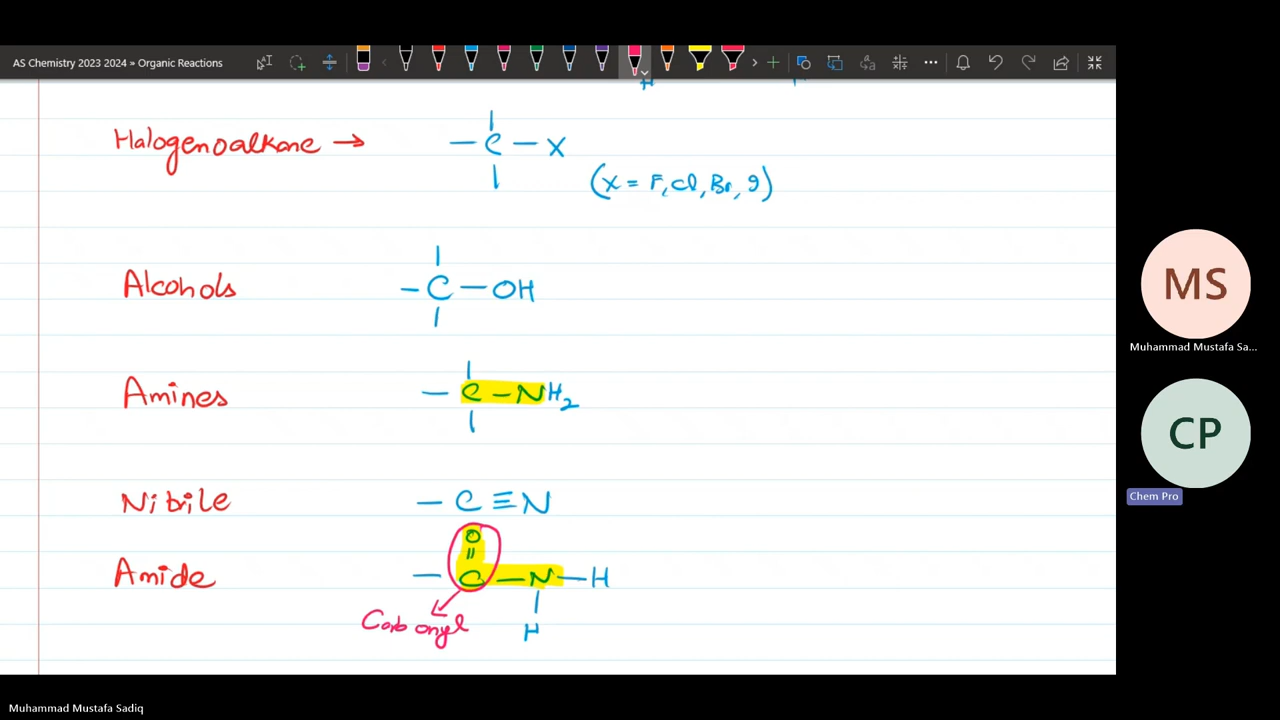 AS Chemistry 2023 2024 » Organic Reactions
H H
Halogenoalkane → – C – X
(X = F, Cl, Br, I)
Alcohols – C – OH
Amines – C – NH2
Nitrile – C ≡ N
O
Amide – C – N – H
Carbonyl H
MS
Muhammad Mustafa Sa...
CP
Chem Pro
Muhammad Mustafa Sadiq